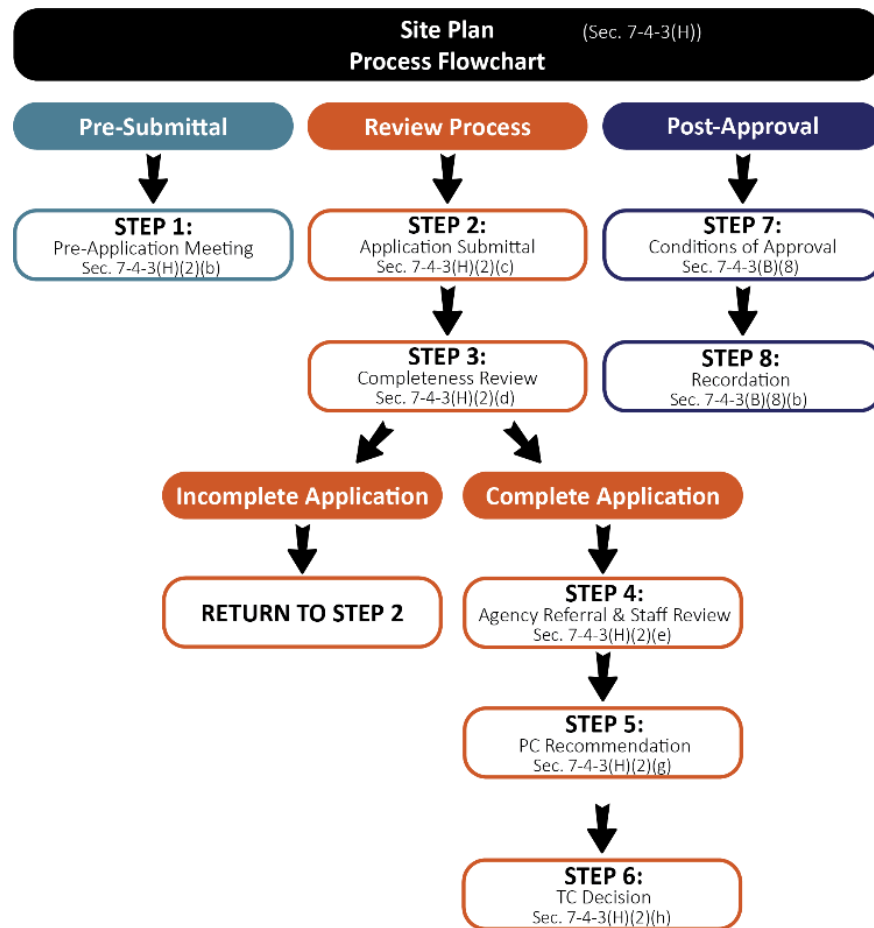 Site Plan (Sec. 7-4-3(H))
Process Flowchart
Pre-Submittal
Review Process
Post-Approval
STEP 1:
Pre-Application Meeting
Sec. 7-4-3(H)(2)(b)
STEP 2:
Application Submittal
Sec. 7-4-3(H)(2)(c)
STEP 7:
Conditions of Approval
Sec. 7-4-3(B)(8)
STEP 3:
Completeness Review
Sec. 7-4-3(H)(2)(d)
STEP 8:
Recordation
Sec. 7-4-3(B)(8)(b)
Incomplete Application
Complete Application
RETURN TO STEP 2
STEP 4:
Agency Referral & Staff Review
Sec. 7-4-3(H)(2)(e)
STEP 5:
PC Recommendation
Sec. 7-4-3(H)(2)(g)
STEP 6:
TC Decision
Sec. 7-4-3(H)(2)(h)